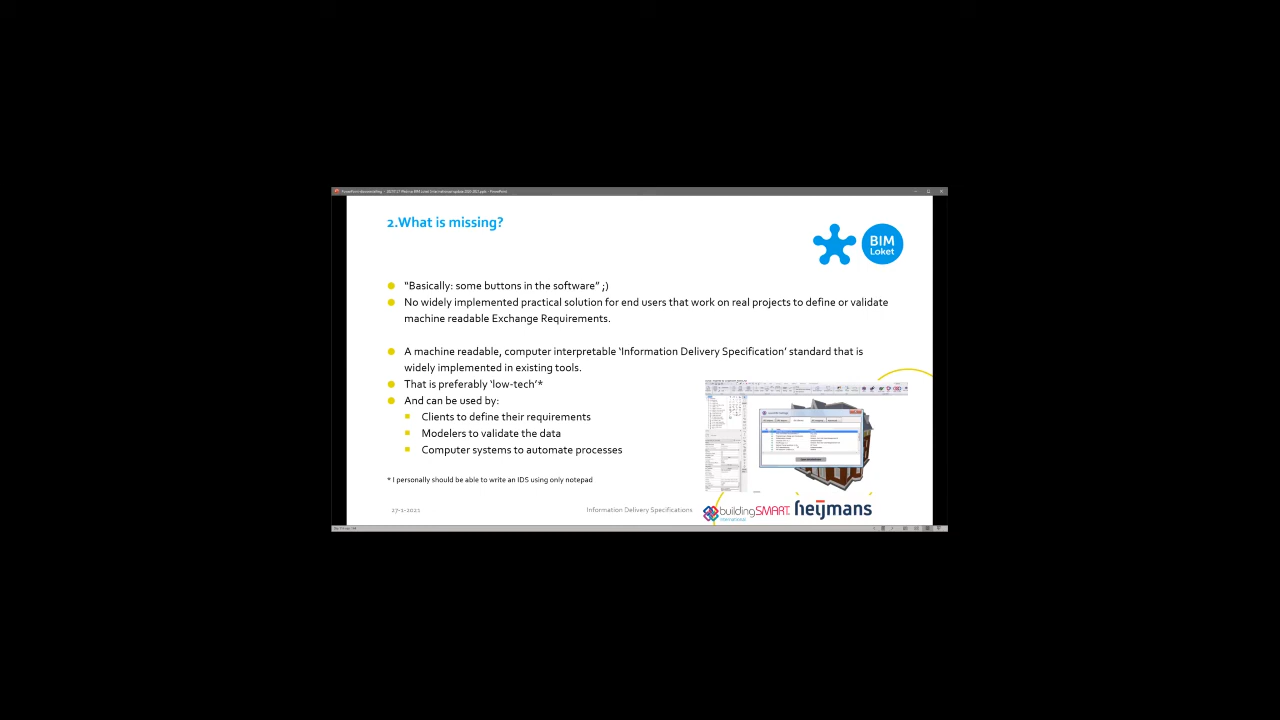 2.What is missing?
BIM
Loket
"Basically: some buttons in the software" ;)
No widely implemented practical solution for end users that work on real projects to define or validate
machine readable Exchange Requirements.
A machine readable, computer interpretable 'Information Delivery Specification' standard that is
widely implemented in existing tools.
That is preferably 'low-tech'*
And can be used by:
Clients to define their requirements
Modelers to validate the data
Computer systems to automate processes
* I personally should be able to write an IDS using only notepad
27-1-2021
Information Delivery Specifications
buildingSMART
International
heijmans